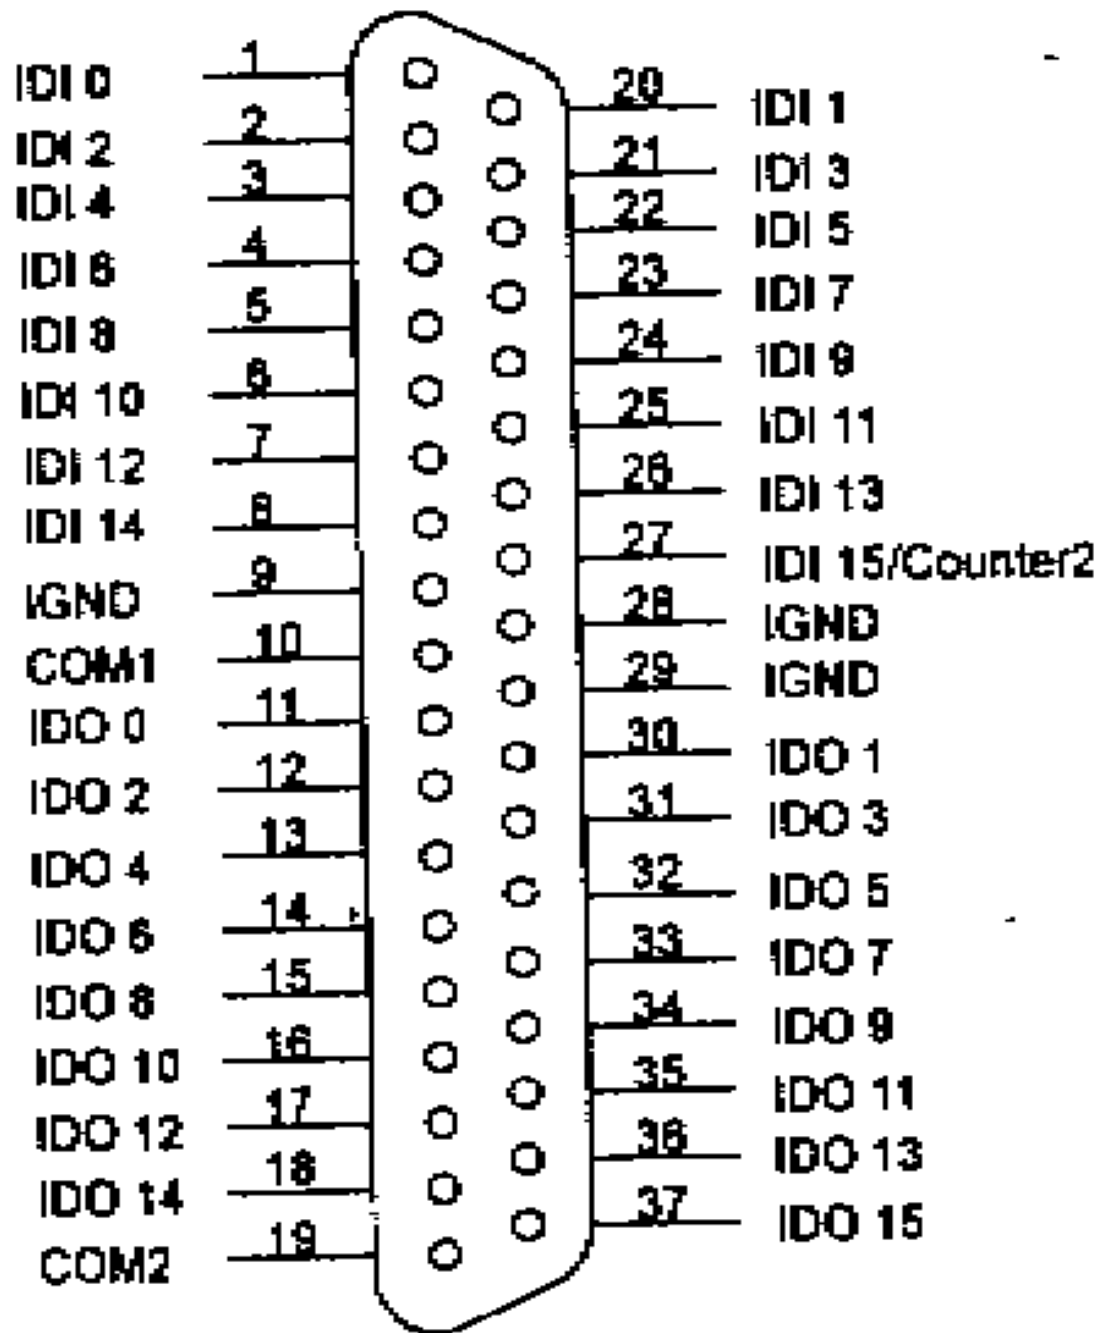 IDI 0 1
20 IDI 1
IDI 2 2
21 IDI 3
IDI 4 3
22 IDI 5
IDI 6 4
23 IDI 7
IDI 8 5
24 IDI 9
IDI 10 6
25 IDI 11
IDI 12 7
26 IDI 13
IDI 14 8
27 IDI 15/Counter2
IGND 9
28 IGND
COM1 10
29 IGND
IDO 0 11
30 IDO 1
IDO 2 12
31 IDO 3
IDO 4 13
32 IDO 5
IDO 6 14
33 IDO 7
IDO 8 15
34 IDO 9
IDO 10 16
35 IDO 11
IDO 12 17
36 IDO 13
IDO 14 18
37 IDO 15
COM2 19